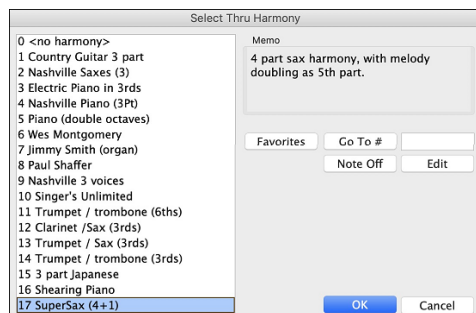 Select Thru Harmony
0 <no harmony>
1 Country Guitar 3 part
2 Nashville Saxes (3)
3 Electric Piano in 3rds
4 Nashville Piano (3Pt)
5 Piano (double octaves)
6 Wes Montgomery
7 Jimmy Smith (organ)
8 Paul Shaffer
9 Nashville 3 voices
10 Singer's Unlimited
11 Trumpet / trombone (6ths)
12 Clarinet /Sax (3rds)
13 Trumpet / Sax (3rds)
14 Trumpet / trombone (3rds)
15 3 part Japanese
16 Shearing Piano
17 SuperSax (4+1)
Memo
4 part sax harmony, with melody
doubling as 5th part.
Favorites Go To #
Note Off Edit
OK Cancel